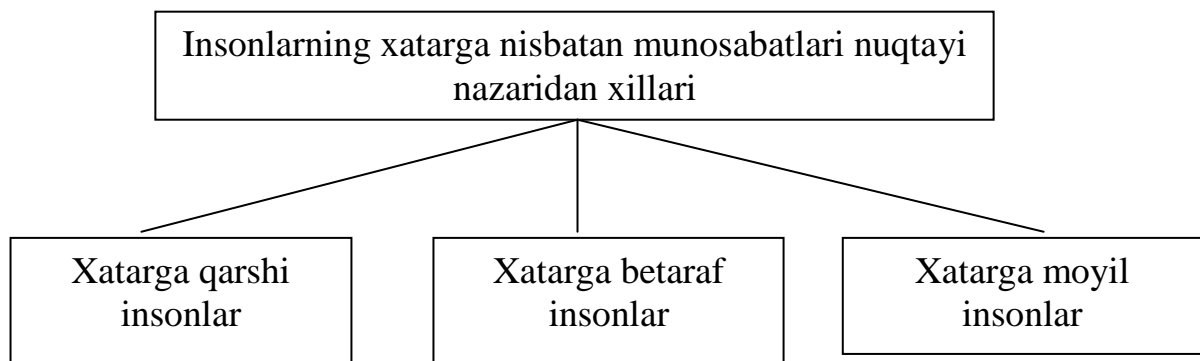 Insonlarning xatarga nisbatan munosabatlari nuqtayi
nazaridan xillari
Xatarga qarshi
insonlar
Xatarga betaraf
insonlar
Xatarga moyil
insonlar